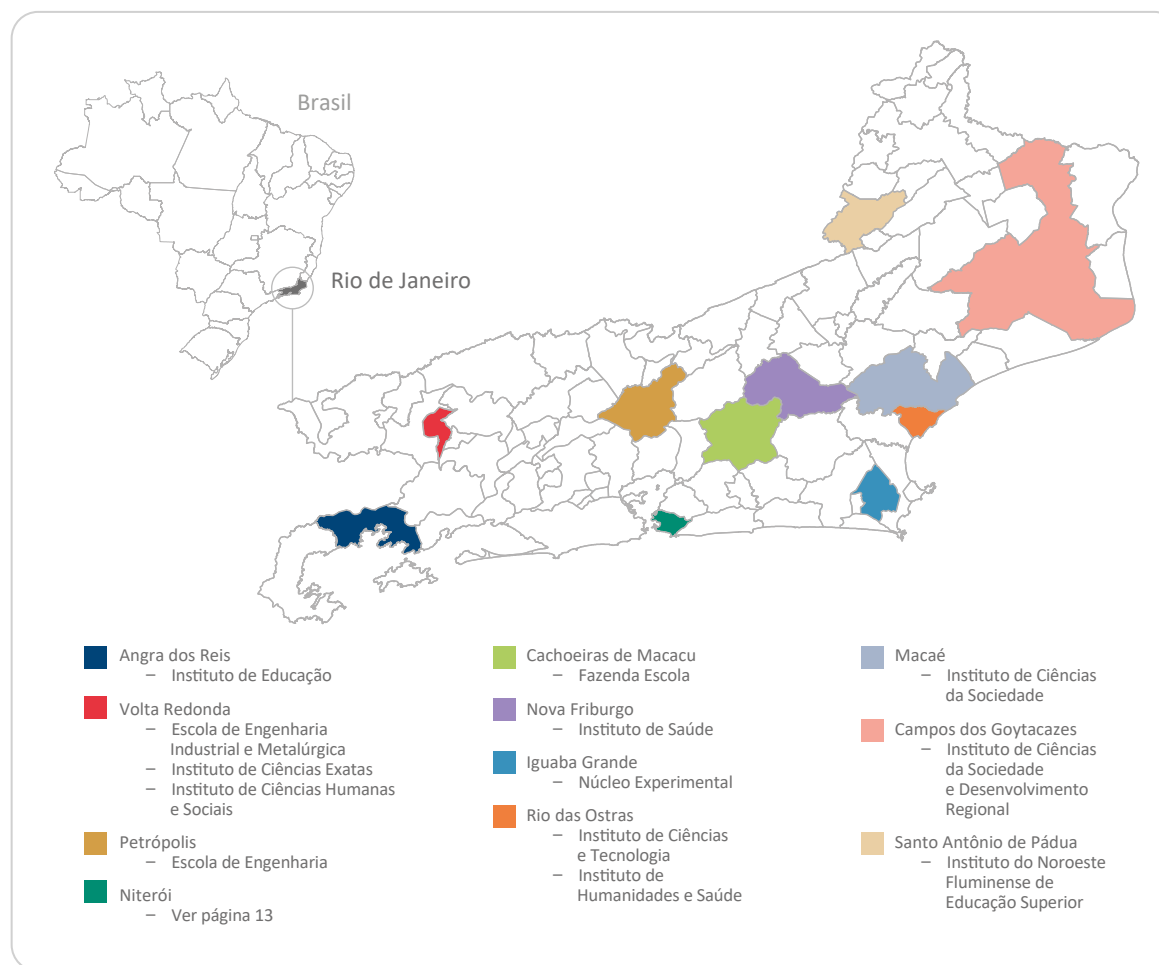 Brasil
Rio de Janeiro
Angra dos Reis
– Instituto de Educação
Volta Redonda
– Escola de Engenharia
Industrial e Metalúrgica
– Instituto de Ciências Exatas
– Instituto de Ciências Humanas
e Sociais
Petrópolis
– Escola de Engenharia
Niterói
– Ver página 13
Cachoeiras de Macacu
– Fazenda Escola
Nova Friburgo
– Instituto de Saúde
Iguaba Grande
– Núcleo Experimental
Rio das Ostras
– Instituto de Ciências
e Tecnologia
– Instituto de
Humanidades e Saúde
Macaé
– Instituto de Ciências
da Sociedade
Campos dos Goytacazes
– Instituto de Ciências
da Sociedade
e Desenvolvimento
Regional
Santo Antônio de Pádua
– Instituto do Noroeste
Fluminense de
Educação Superior